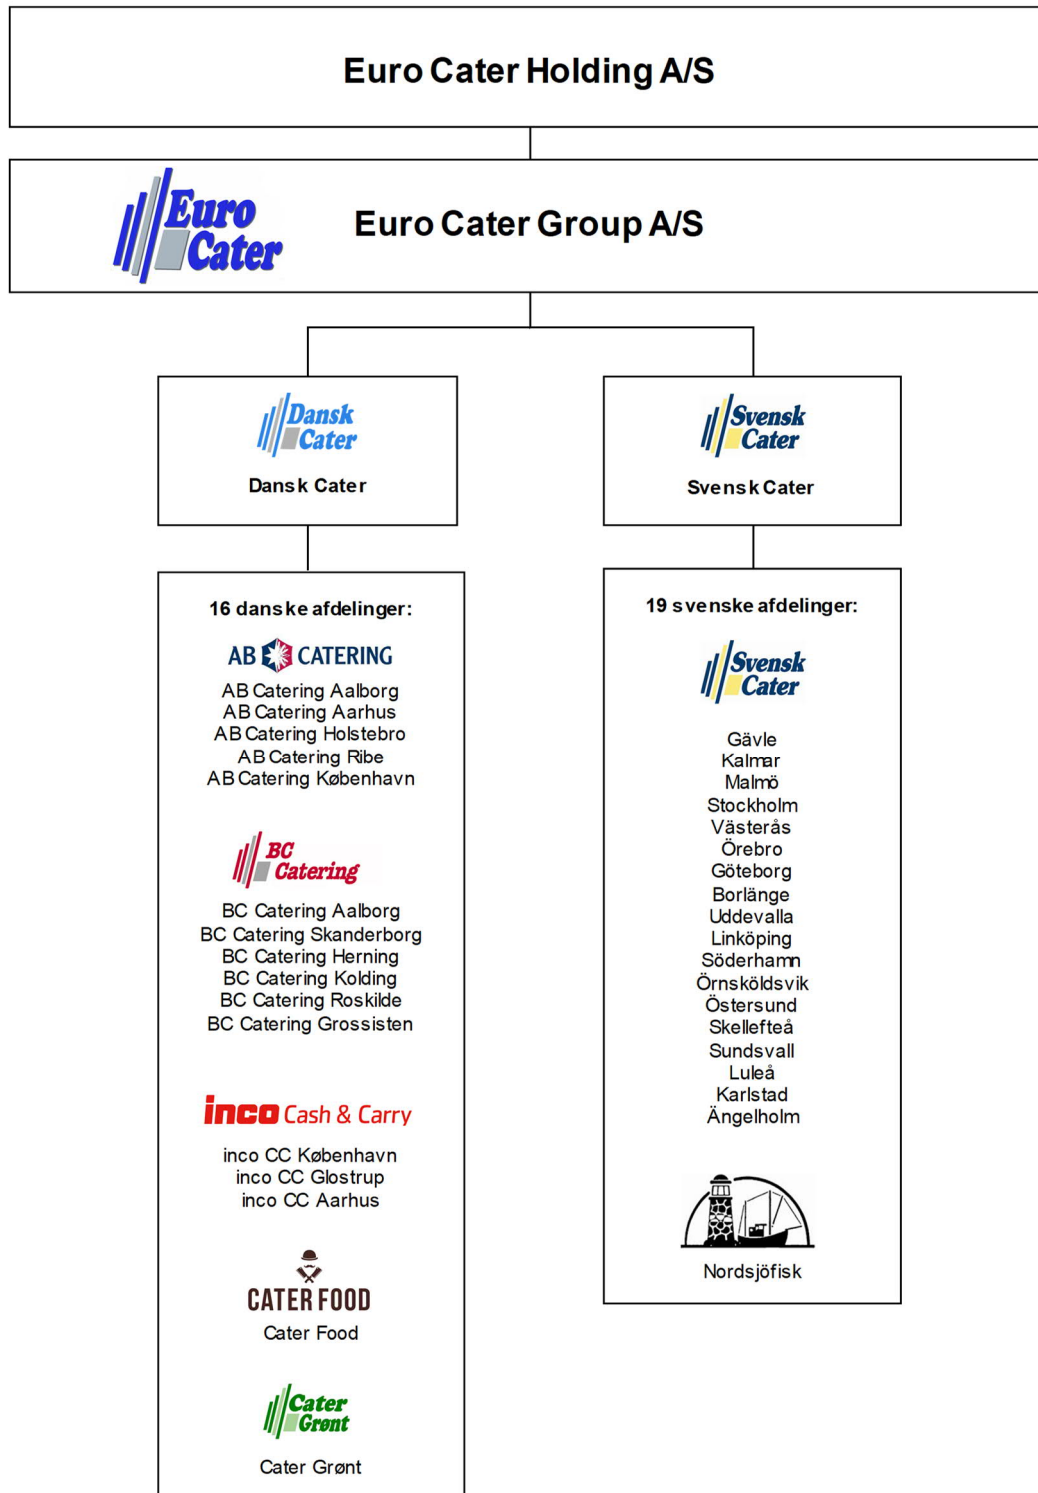 Euro Cater Holding A/S
Euro
Cater
Euro Cater Group A/S
Dansk
Cater
Dansk Cater
Svensk
Cater
Svensk Cater
16 danske afdelinger:
AB CATERING
AB Catering Aalborg
AB Catering Aarhus
AB Catering Holstebro
AB Catering Ribe
AB Catering København
BC
Catering
BC Catering Aalborg
BC Catering Skanderborg
BC Catering Herning
BC Catering Kolding
BC Catering Roskilde
BC Catering Grossisten
inco Cash & Carry
inco CC København
inco CC Glostrup
inco CC Aarhus
CATER FOOD
Cater Food
Cater
Grønt
Cater Grønt
19 svenske afdelinger:
Svensk
Cater
Gävle
Kalmar
Malmö
Stockholm
Västerås
Örebro
Göteborg
Borlänge
Uddevalla
Linköping
Söderhamn
Örnsköldsvik
Östersund
Skellefteå
Sundsvall
Luleå
Karlstad
Ängelholm
Nordsjöfisk